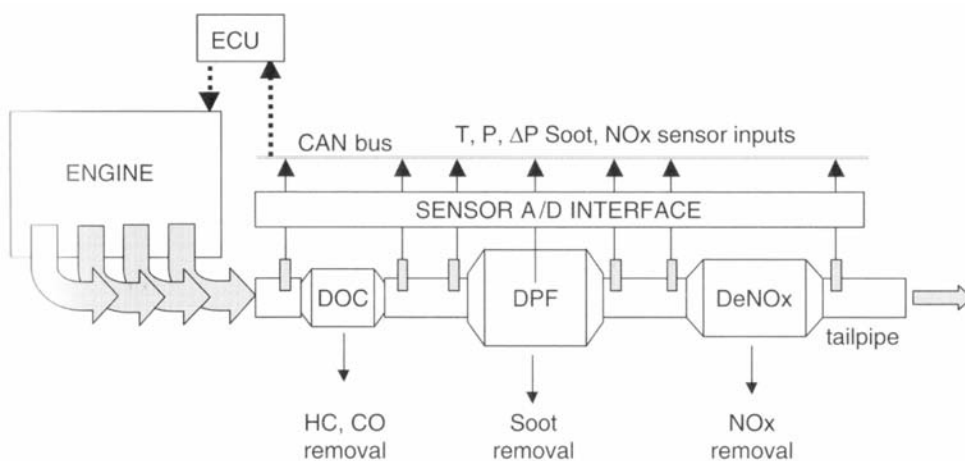 ECU
CAN bus
T, P, ΔP Soot, NOx sensor inputs
ENGINE
SENSOR A/D INTERFACE
DOC
DPF
DeNOx
tailpipe
HC, CO
removal
Soot
removal
NOx
removal